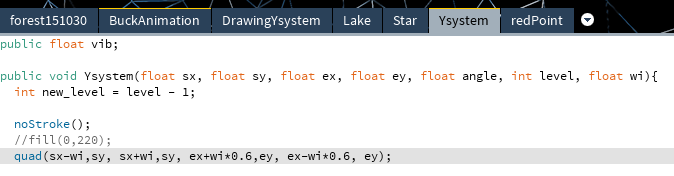 forest151030 BuckAnimation DrawingYsystem Lake Star Ysystem redPoint
public float vib;
public void Ysystem(float sx, float sy, float ex, float ey, float angle, int level, float wi){
int new_level = level - 1;
noStroke();
//fill(0,220);
quad(sx-wi,sy, sx+wi,sy, ex+wi*0.6,ey, ex-wi*0.6, ey);